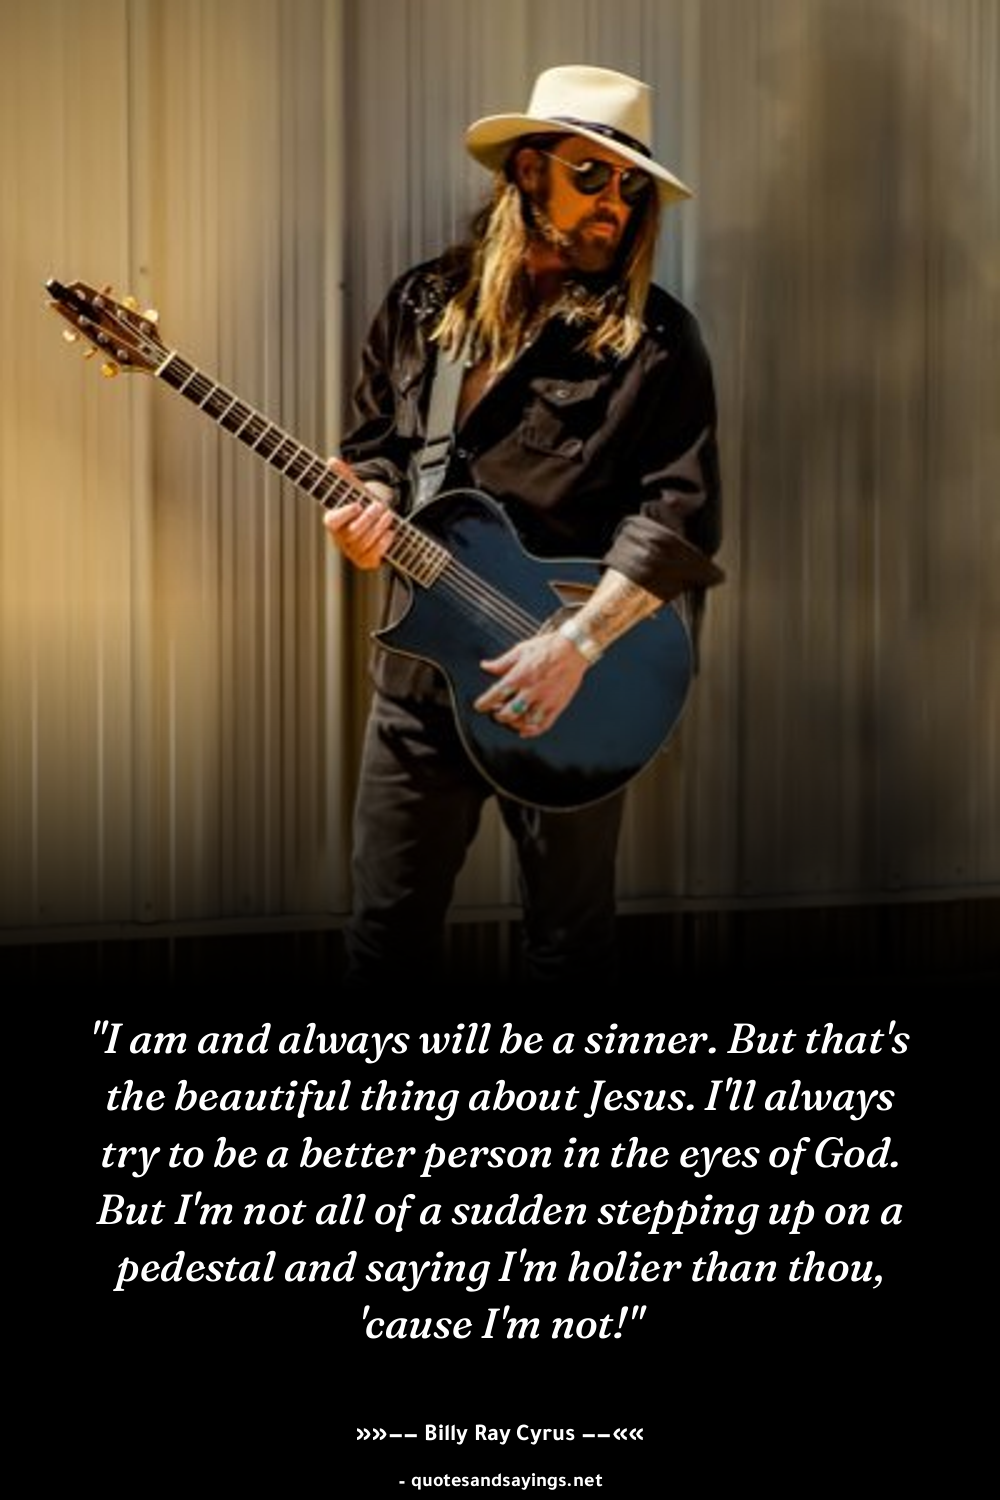 "I am and always will be a sinner. But that's
the beautiful thing about Jesus. I'll always
try to be a better person in the eyes of God.
But I'm not all of a sudden stepping up on a
pedestal and saying I'm holier than thou,
'cause I'm not!"
»»-- Billy Ray Cyrus --««
- quotesandsayings.net